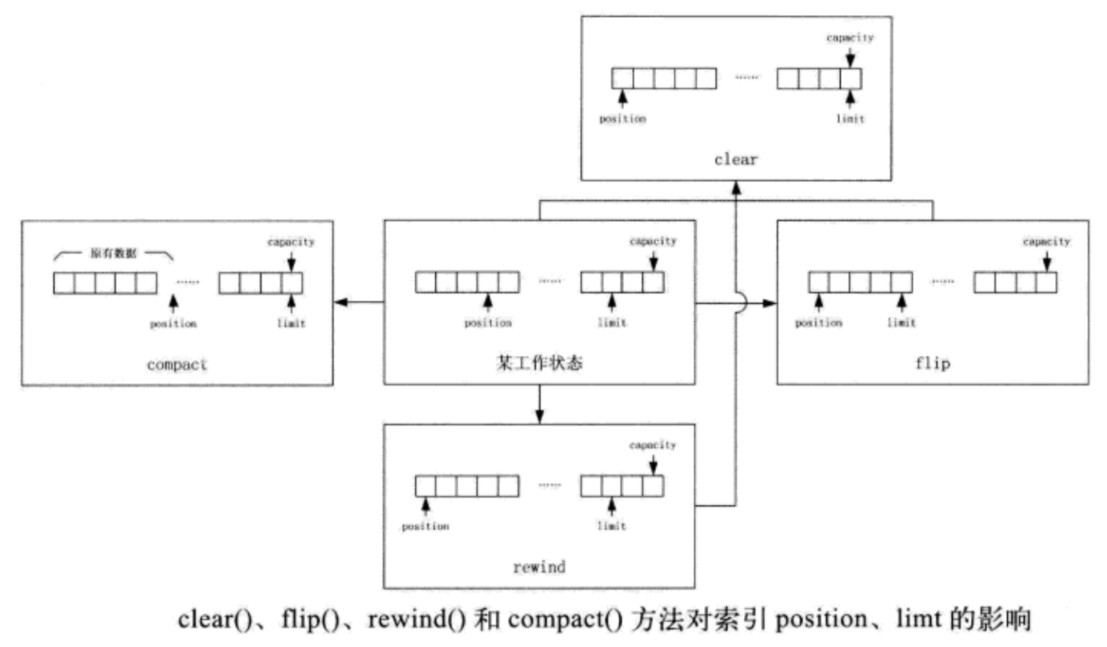 capacity
......
position
limit
clear
原有数据
capacity
......
position
limit
compact
capacity
......
position
limit
某工作状态
capacity
......
position
limit
flip
capacity
......
position
limit
rewind
clear()、flip()、rewind() 和 compact() 方法对索引 position、limt 的影响